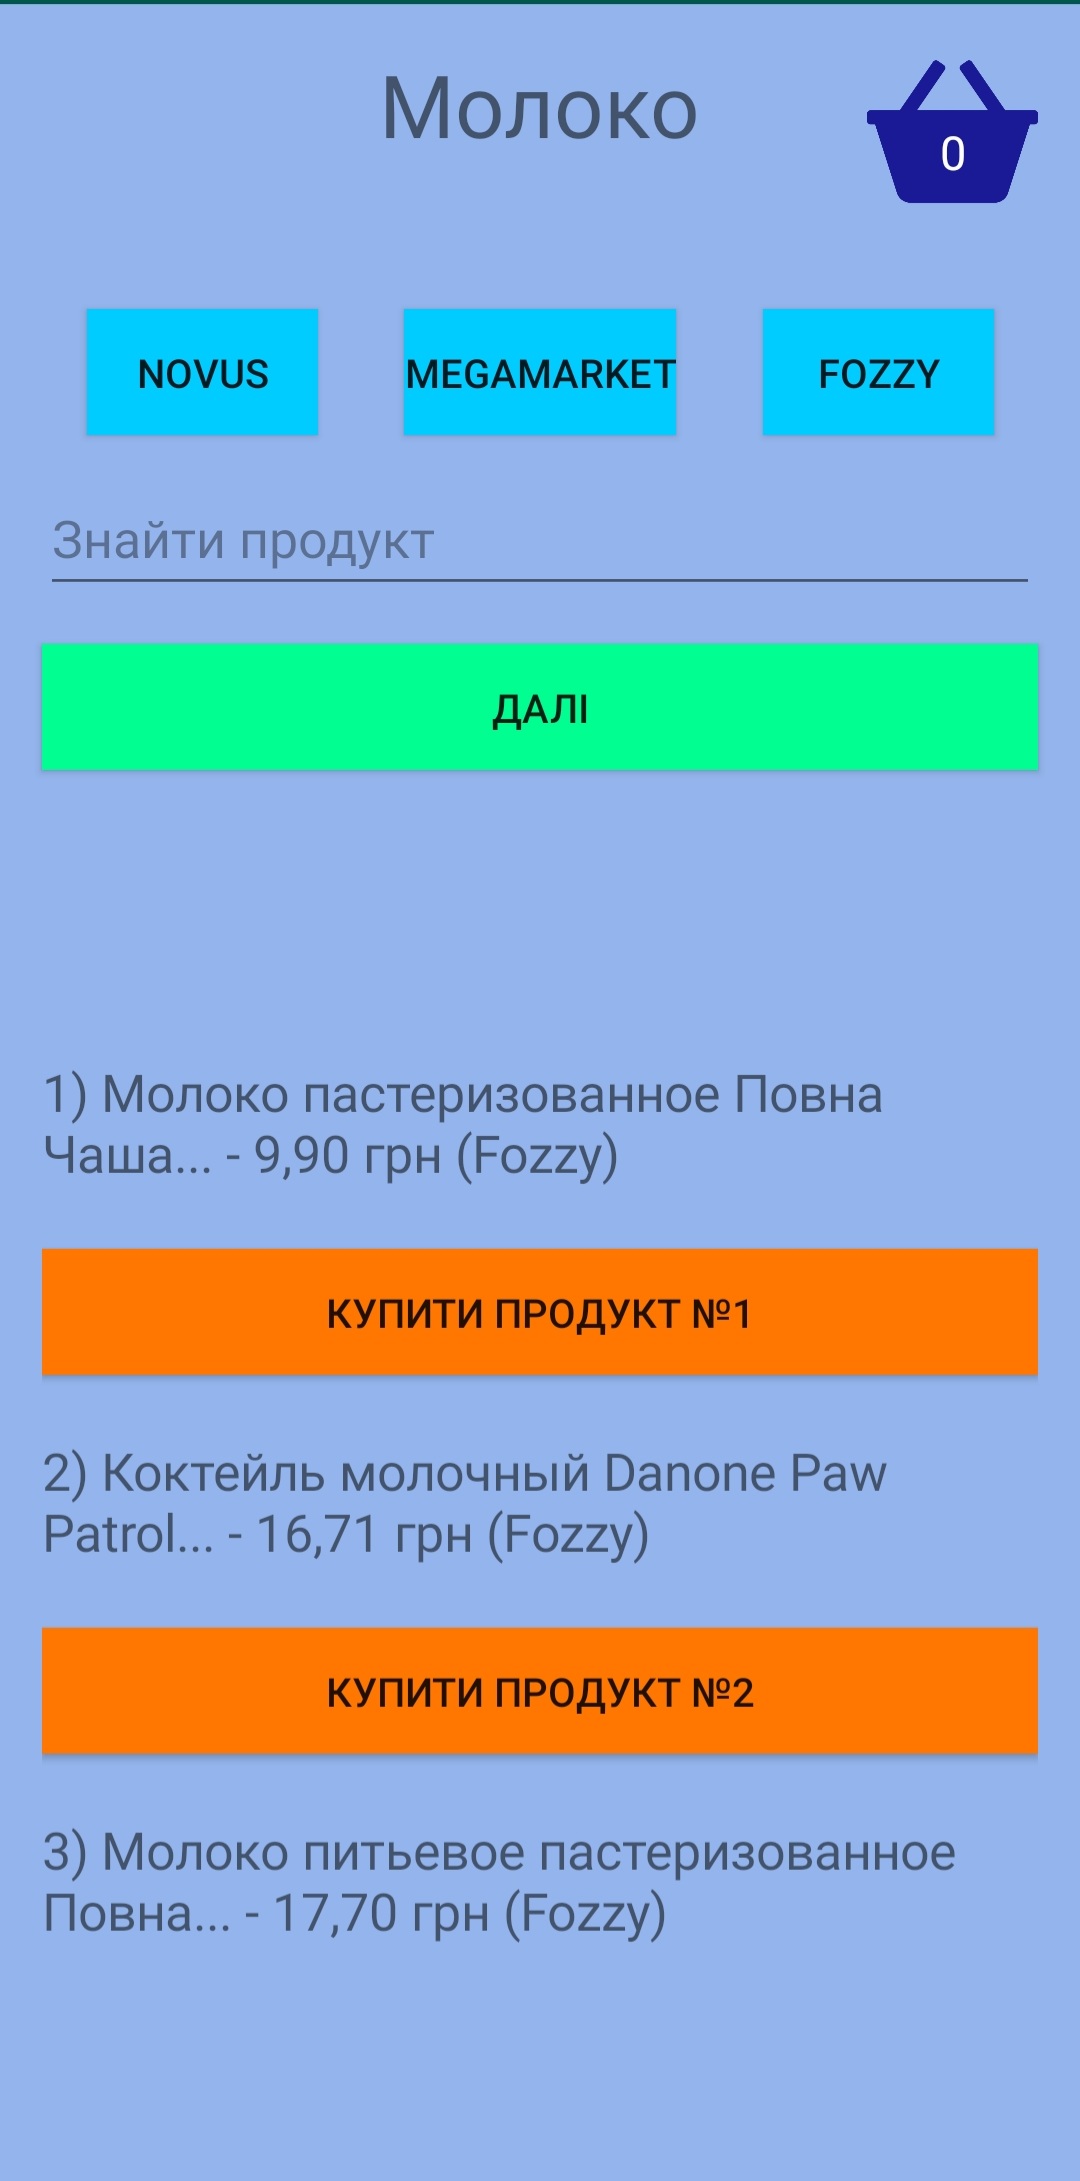 Молоко
0
NOVUS
MEGAMARKET
FOZZY
Знайти продукт
ДАЛІ
1) Молоко пастеризованное Повна
Чаша... - 9,90 грн (Fozzy)
КУПИТИ ПРОДУКТ №1
2) Коктейль молочный Danone Paw
Patrol... - 16,71 грн (Fozzy)
КУПИТИ ПРОДУКТ №2
3) Молоко питьевое пастеризованное
Повна... - 17,70 грн (Fozzy)